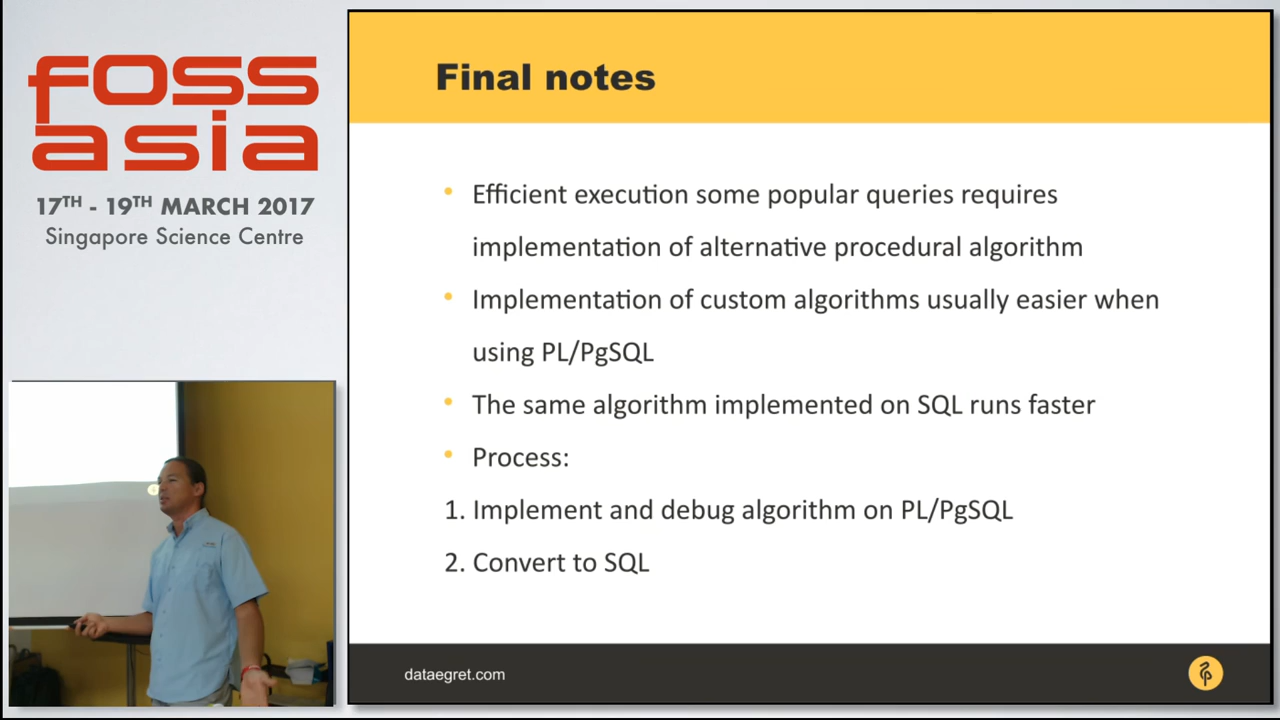 foss
asia
17TH - 19TH MARCH 2017
Singapore Science Centre
Final notes
• Efficient execution some popular queries requires
implementation of alternative procedural algorithm
• Implementation of custom algorithms usually easier when
using PL/PgSQL
• The same algorithm implemented on SQL runs faster
• Process:
1. Implement and debug algorithm on PL/PgSQL
2. Convert to SQL
dataegret.com